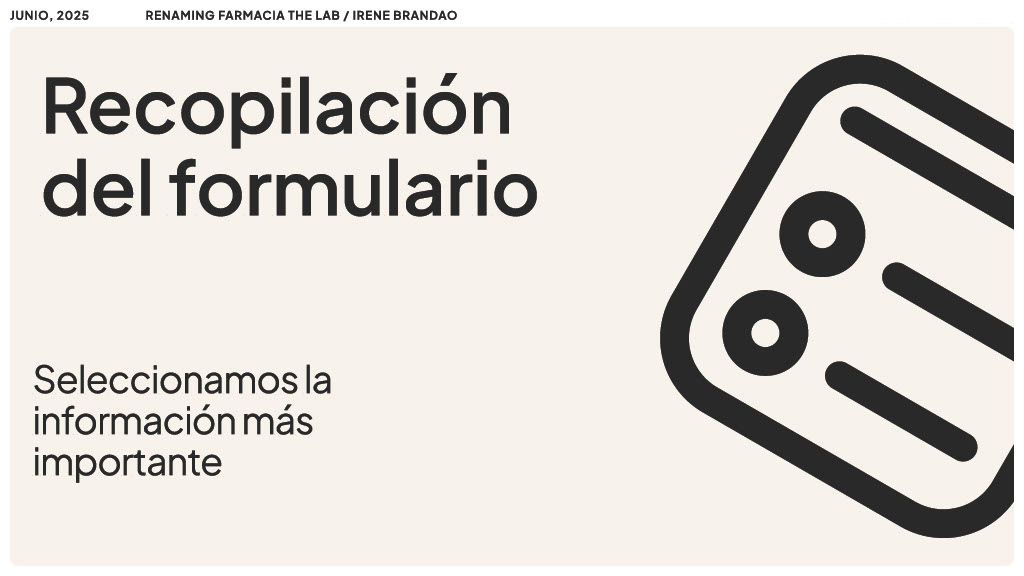 JUNIO, 2025
RENAMING FARMACIA THE LAB / IRENE BRANDAO
Recopilación
del formulario
Seleccionamos la
información más
importante